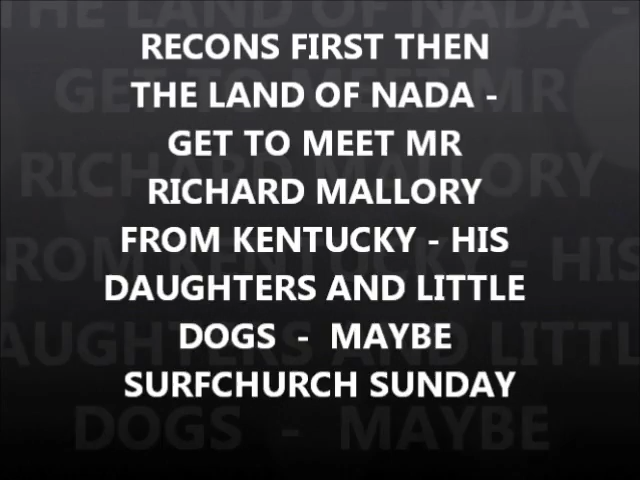 RECONS FIRST THEN
THE LAND OF NADA -
GET TO MEET MR
RICHARD MALLORY
FROM KENTUCKY - HIS
DAUGHTERS AND LITTLE
DOGS - MAYBE
SURFCHURCH SUNDAY